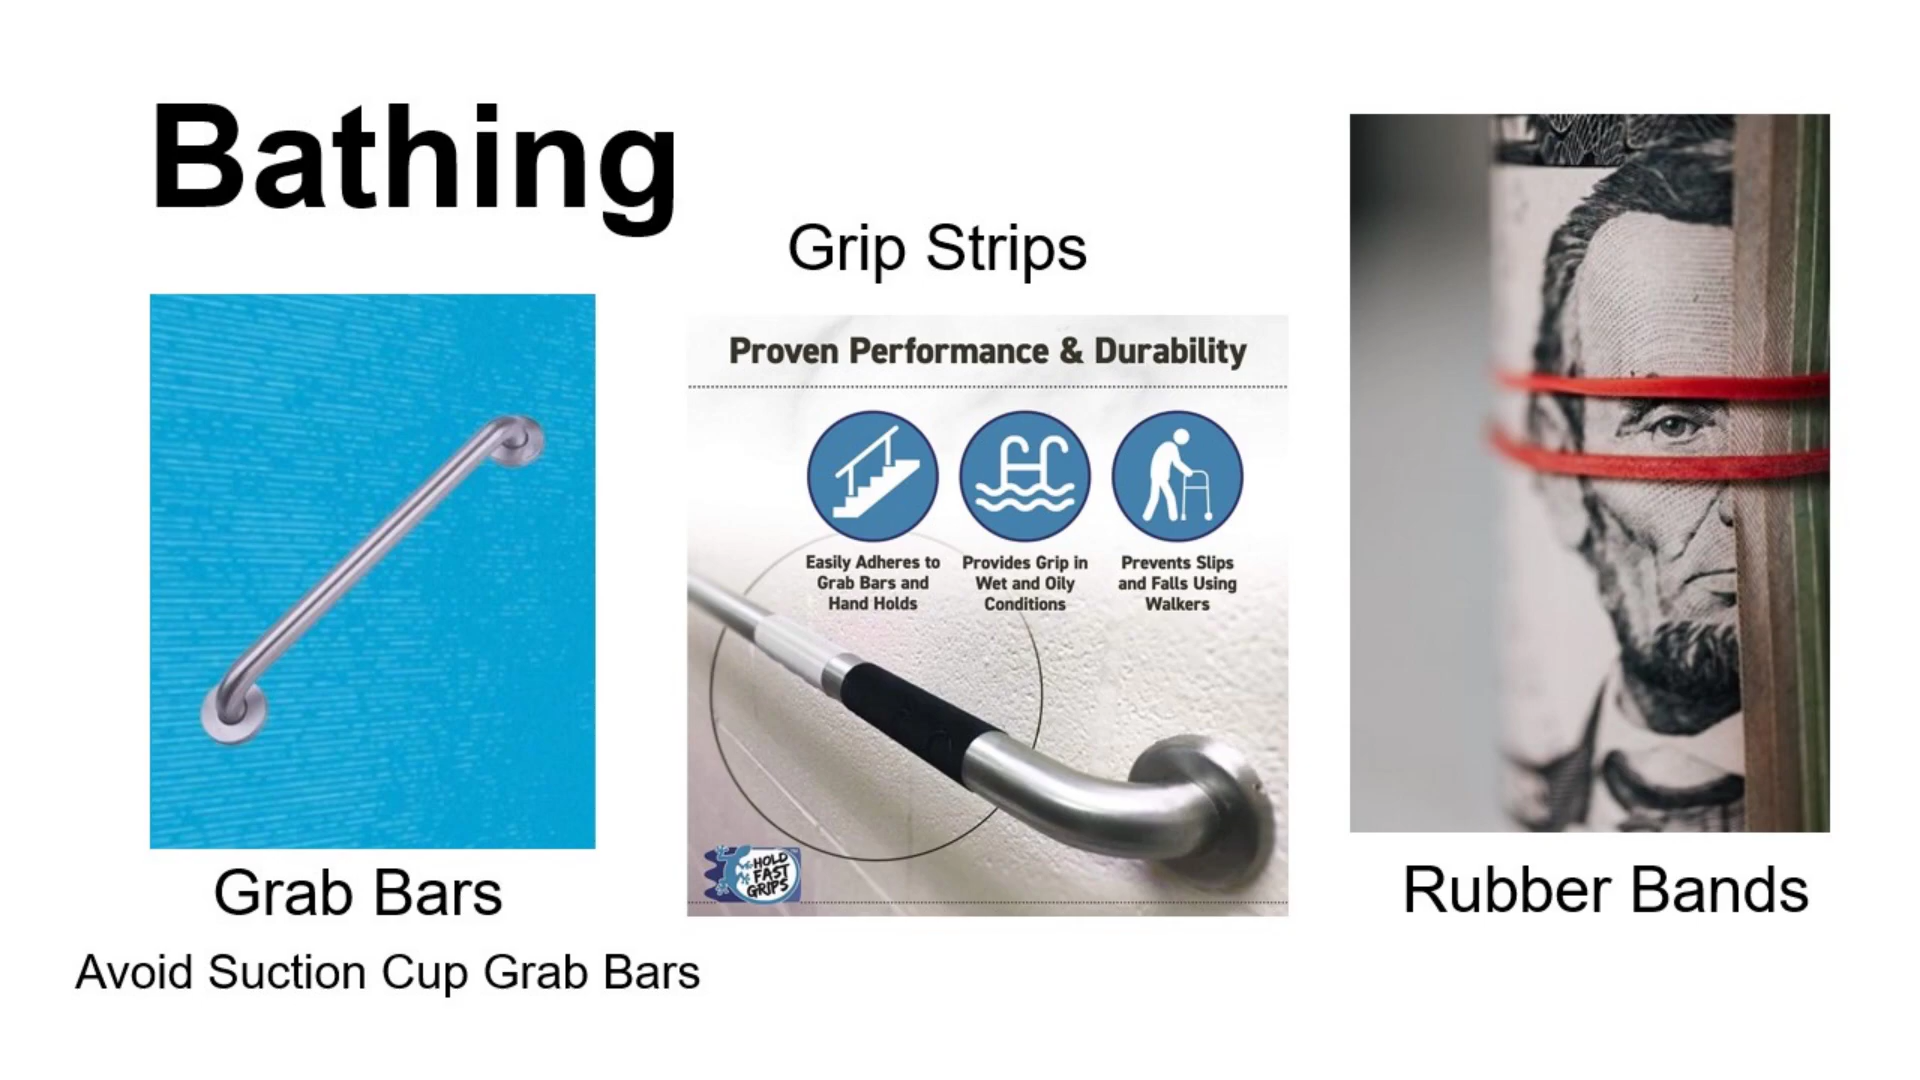 Bathing
Grip Strips
Proven Performance & Durability
Easily Adheres to
Grab Bars and
Hand Holds
Provides Grip in
Wet and Oily
Conditions
Prevents Slips
and Falls Using
Walkers
HOLD
FAST
GRIPS
Grab Bars
Avoid Suction Cup Grab Bars
Rubber Bands